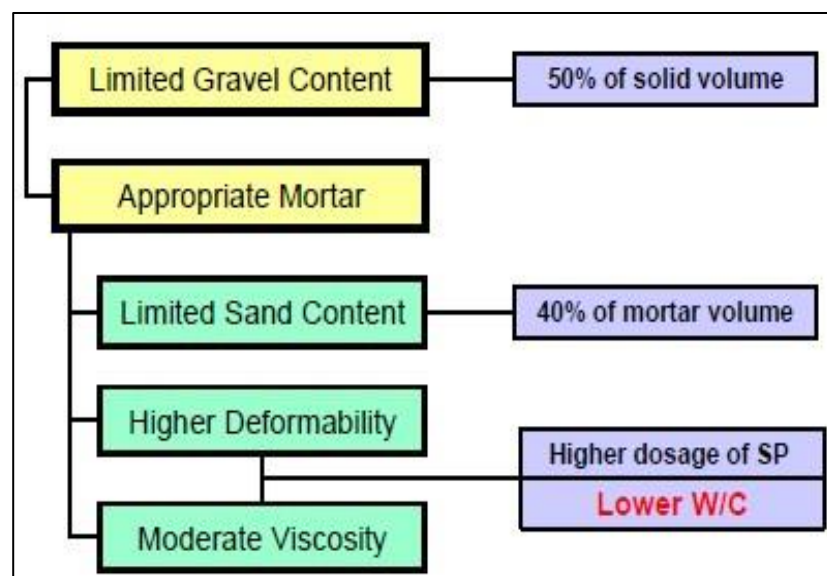 Limited Gravel Content
50% of solid volume
Appropriate Mortar
Limited Sand Content
40% of mortar volume
Higher Deformability
Higher dosage of SP
Lower W/C
Moderate Viscosity